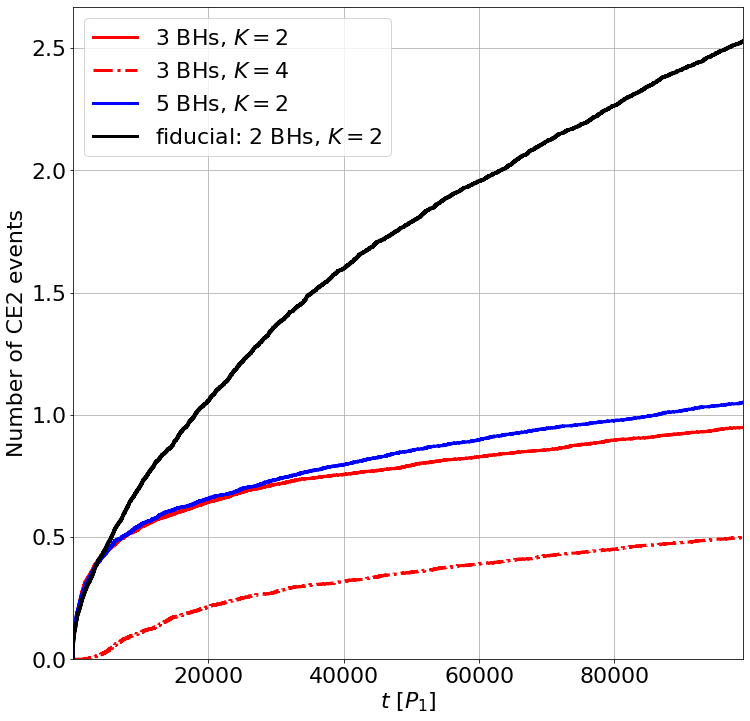 2.5
2.0
1.5
1.0
0.5
0.0
Number of CE2 events
3 BHs, K = 2
3 BHs, K = 4
5 BHs, K = 2
fiducial: 2 BHs, K = 2
20000 40000 60000 80000
t [P₁]